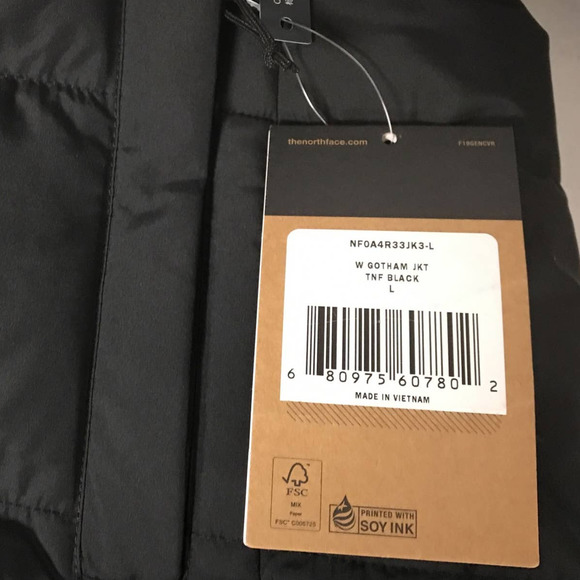 thenorthface.com F19GENCVR
NF0A4R33JK3-L
W GOTHAM JKT
TNF BLACK
L
6 80975 60780 2
MADE IN VIETNAM
FSC
MIX
Paper
FSC® C006725
PRINTED WITH
SOY INK